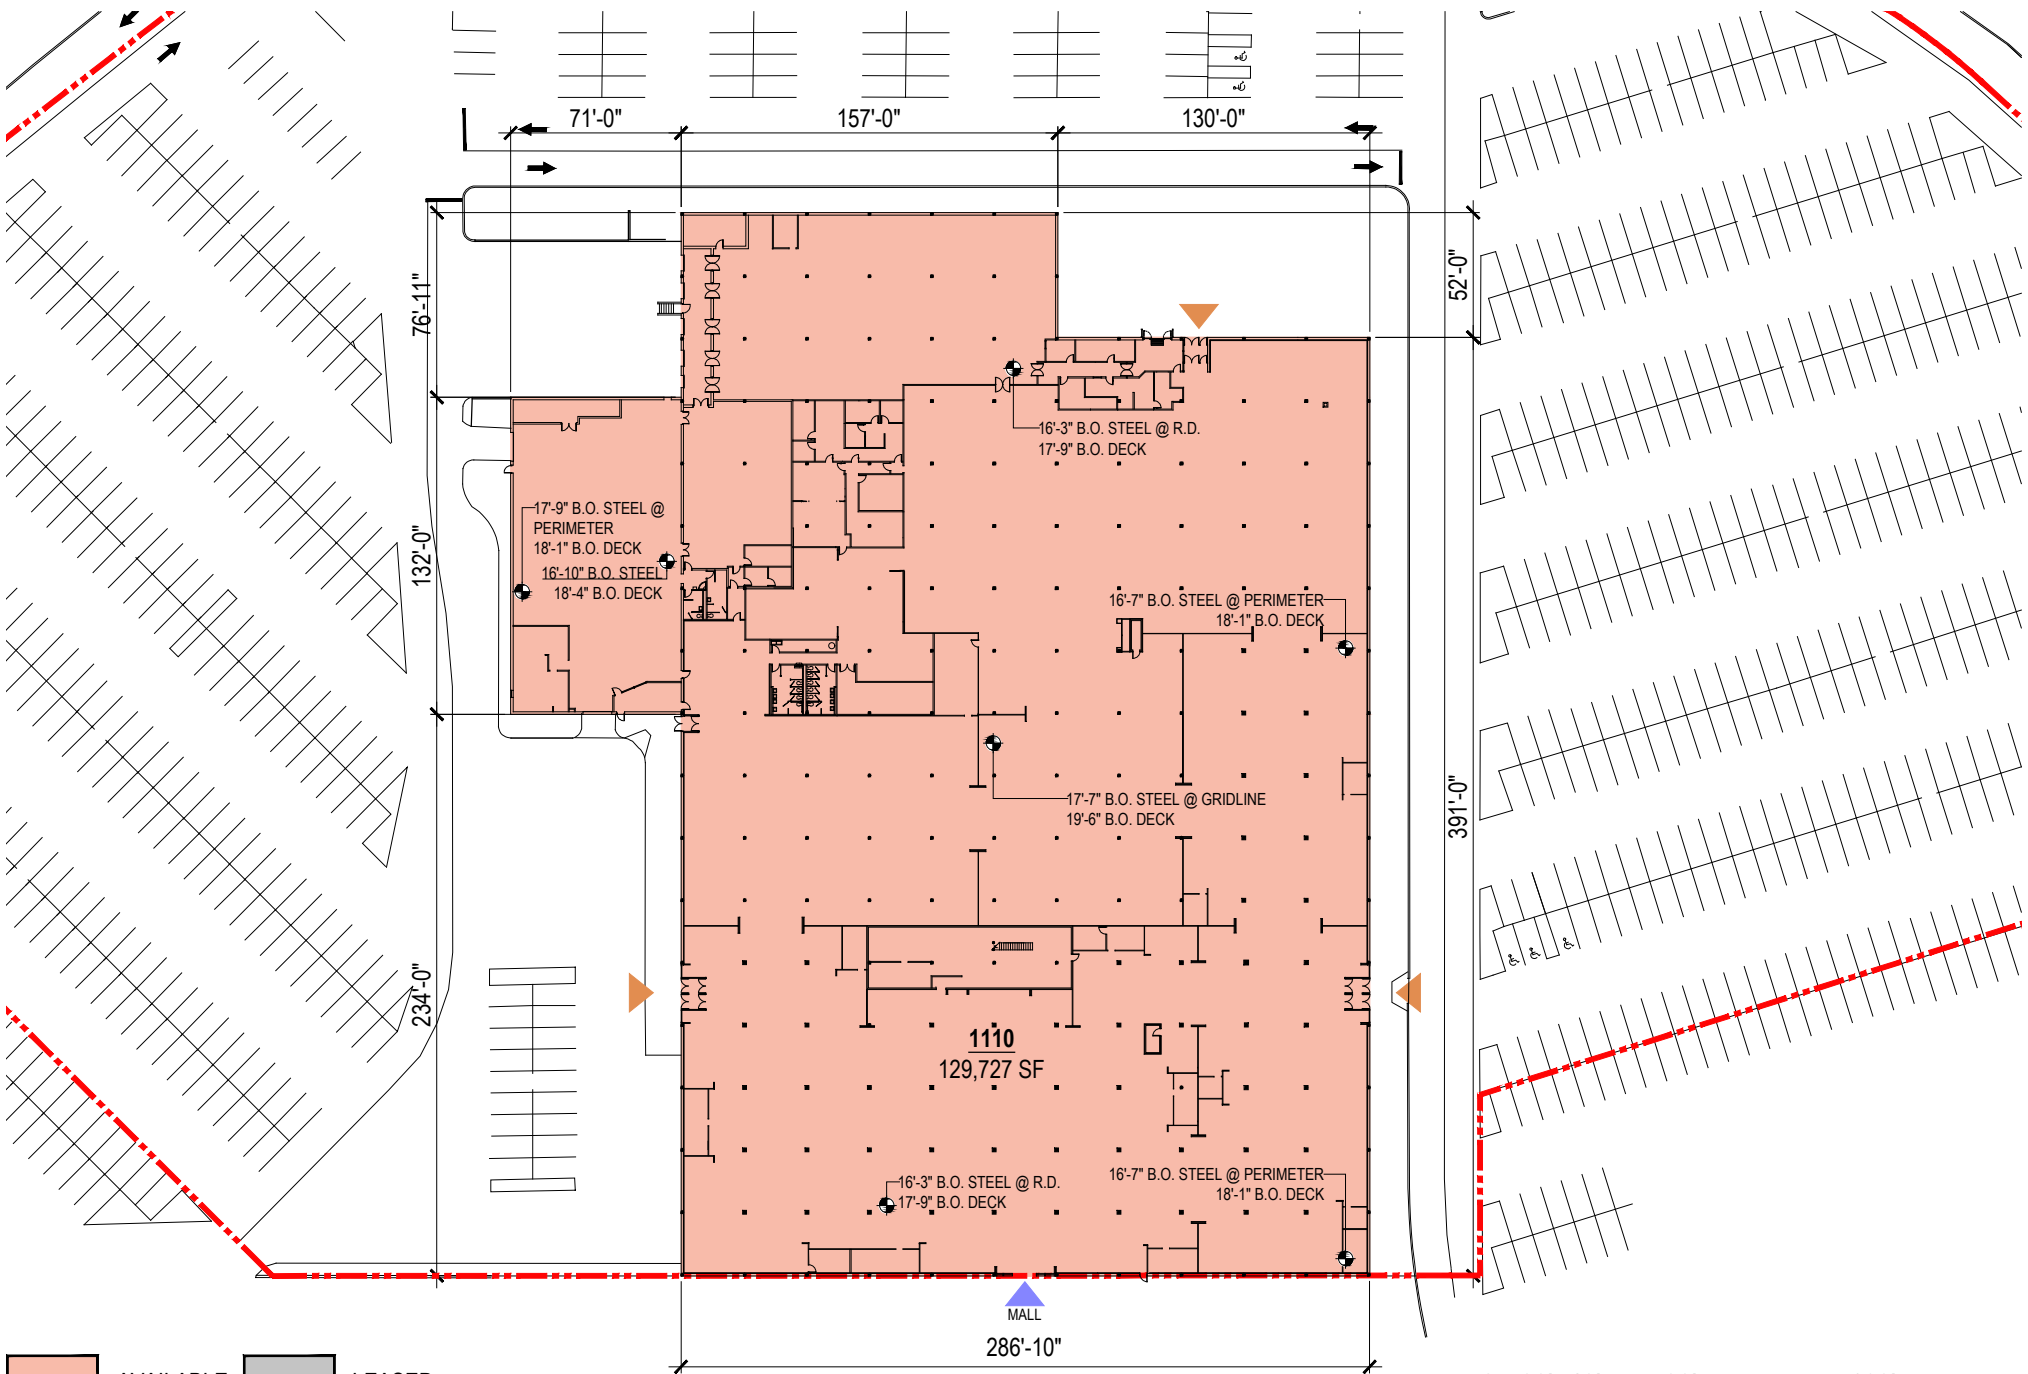 71'-0"
157'-0"
130'-0"
76'-11"
52'-0"
16'-3" B.O. STEEL @ R.D.
17'-9" B.O. DECK
17'-9" B.O. STEEL @
PERIMETER
18'-1" B.O. DECK
16'-10" B.O. STEEL
18'-4" B.O. DECK
132'-0"
16'-7" B.O. STEEL @ PERIMETER
18'-1" B.O. DECK
17'-7" B.O. STEEL @ GRIDLINE
19'-6" B.O. DECK
391'-0"
234'-0"
1110
129,727 SF
16'-3" B.O. STEEL @ R.D.
17'-9" B.O. DECK
16'-7" B.O. STEEL @ PERIMETER
18'-1" B.O. DECK
MALL
286'-10"